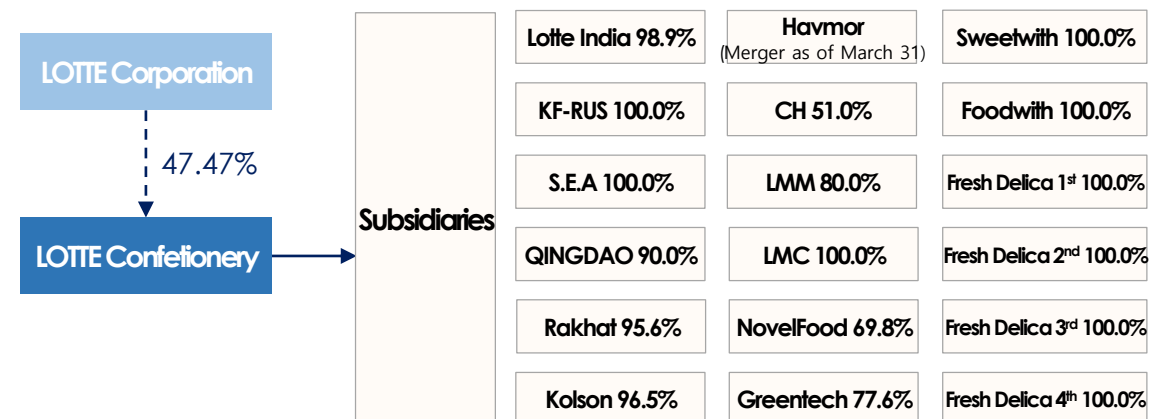 LOTTE Corporation
47.47%
LOTTE Confetionery
Subsidiaries
Lotte India 98.9%
KF-RUS 100.0%
S.E.A 100.0%
QINGDAO 90.0%
Rakhat 95.6%
Kolson 96.5%
Havmor
(Merger as of March 31)
CH 51.0%
LMM 80.0%
LMC 100.0%
NovelFood 69.8%
Greentech 77.6%
Sweetwith 100.0%
Foodwith 100.0%
Fresh Delica 1st 100.0%
Fresh Delica 2nd 100.0%
Fresh Delica 3rd 100.0%
Fresh Delica 4th 100.0%